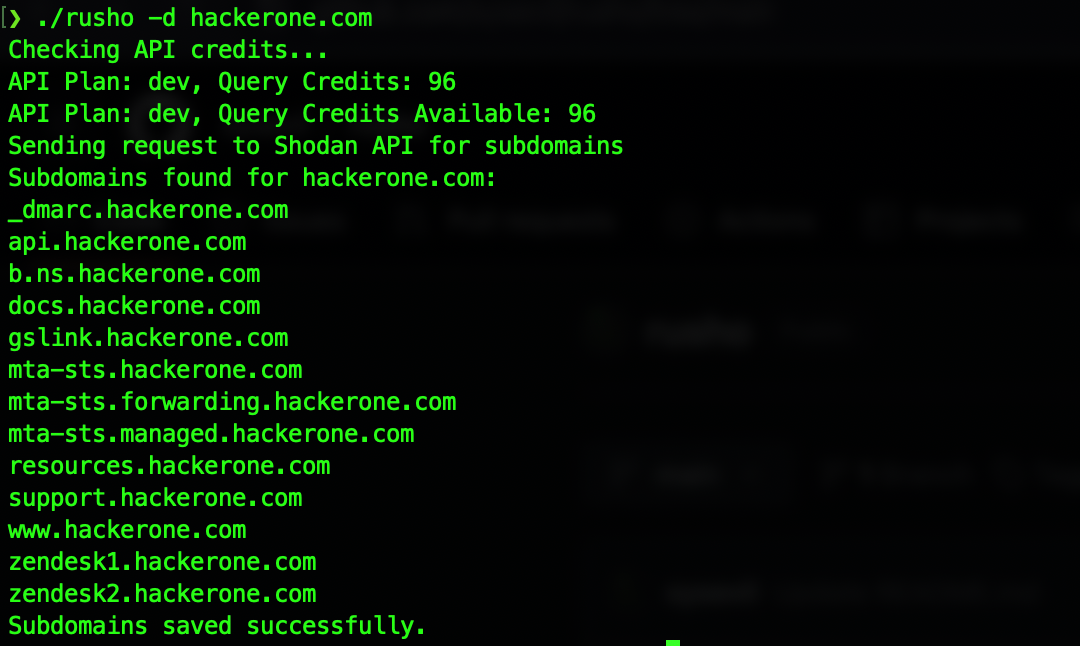 [❯ ./rusho -d hackerone.com
Checking API credits...
API Plan: dev, Query Credits: 96
API Plan: dev, Query Credits Available: 96
Sending request to Shodan API for subdomains
Subdomains found for hackerone.com:
_dmarc.hackerone.com
api.hackerone.com
b.ns.hackerone.com
docs.hackerone.com
gslink.hackerone.com
mta-sts.hackerone.com
mta-sts.forwarding.hackerone.com
mta-sts.managed.hackerone.com
resources.hackerone.com
support.hackerone.com
www.hackerone.com
zendesk1.hackerone.com
zendesk2.hackerone.com
Subdomains saved successfully.